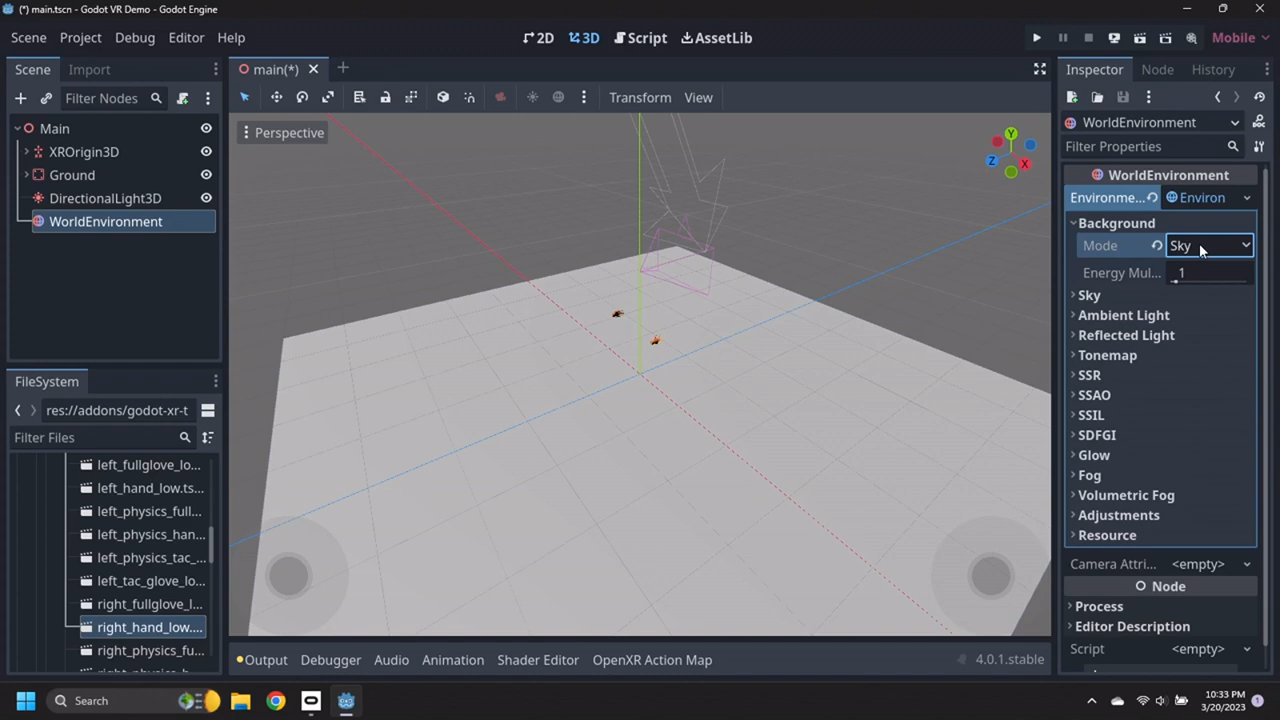 (*) main.tscn - Godot VR Demo - Godot Engine
Scene Project Debug Editor Help
2D 3D Script AssetLib
Mobile
Scene Import
main(*)
Inspector Node History
Filter Nodes
Transform View
Perspective
Y
Z
X
Main
XROrigin3D
Ground
DirectionalLight3D
WorldEnvironment
WorldEnvironment
Filter Properties
WorldEnvironment
Environme... Environ
Background
Mode Sky
Energy Mul... 1
Sky
Ambient Light
Reflected Light
Tonemap
SSR
SSAO
SSIL
SDFGI
Glow
Fog
Volumetric Fog
Adjustments
Resource
Camera Attri... <empty>
Node
Process
Editor Description
Script <empty>
FileSystem
res://addons/godot-xr-t
Filter Files
left_fullglove_lo...
left_hand_low.ts...
left_physics_full...
left_physics_han...
left_physics_tac_...
left_tac_glove_lo...
right_fullglove_l...
right_hand_low....
right_physics_fu...
Output Debugger Audio Animation Shader Editor OpenXR Action Map
4.0.1.stable
Search
10:33 PM
3/20/2023
1